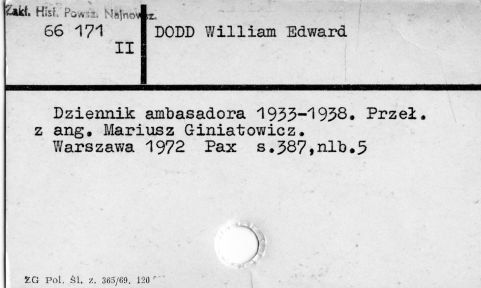 Zakł. Hist. Powsz. Najnowsz.
66 171
II
DODD William Edward
Dziennik ambasadora 1933-1938. Przeł.
z ang. Mariusz Giniatowicz.
Warszawa 1972 Pax s.387,nlb.5
ZG Pol. Śl. z. 365/69. 120